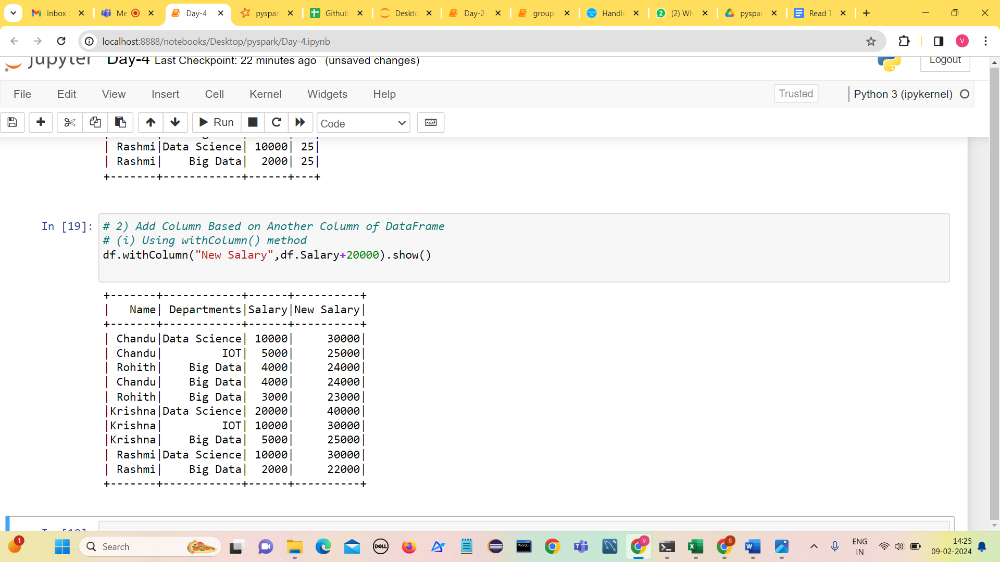 Inbox (
Me
Day-4
pyspar
Github
Deskto
Day-2
group
Handle
(2) Wh
pyspar
Read T
localhost:8888/notebooks/Desktop/pyspark/Day-4.ipynb
V
jupyter Day-4 Last Checkpoint: 22 minutes ago (unsaved changes)
Logout
File Edit View Insert Cell Kernel Widgets Help
Trusted
Python 3 (ipykernel)
Run
Code
| Rashmi|Data Science| 10000| 25|
| Rashmi|    Big Data|  2000| 25|
+-------+------------+------+---+
In [19]:
# 2) Add Column Based on Another Column of DataFrame
# (i) Using withColumn() method
df.withColumn("New Salary",df.Salary+20000).show()
+-------+------------+------+----------+
|   Name| Departments|Salary|New Salary|
+-------+------------+------+----------+
| Chandu|Data Science| 10000|     30000|
| Chandu|         IOT|  5000|     25000|
| Rohith|    Big Data|  4000|     24000|
| Chandu|    Big Data|  4000|     24000|
| Rohith|    Big Data|  3000|     23000|
|Krishna|Data Science| 20000|     40000|
|Krishna|         IOT| 10000|     30000|
|Krishna|    Big Data|  5000|     25000|
| Rashmi|Data Science| 10000|     30000|
| Rashmi|    Big Data|  2000|     22000|
+-------+------------+------+----------+
1
Search
DELL
MySQL
V
S
ENG
IN
14:25
09-02-2024